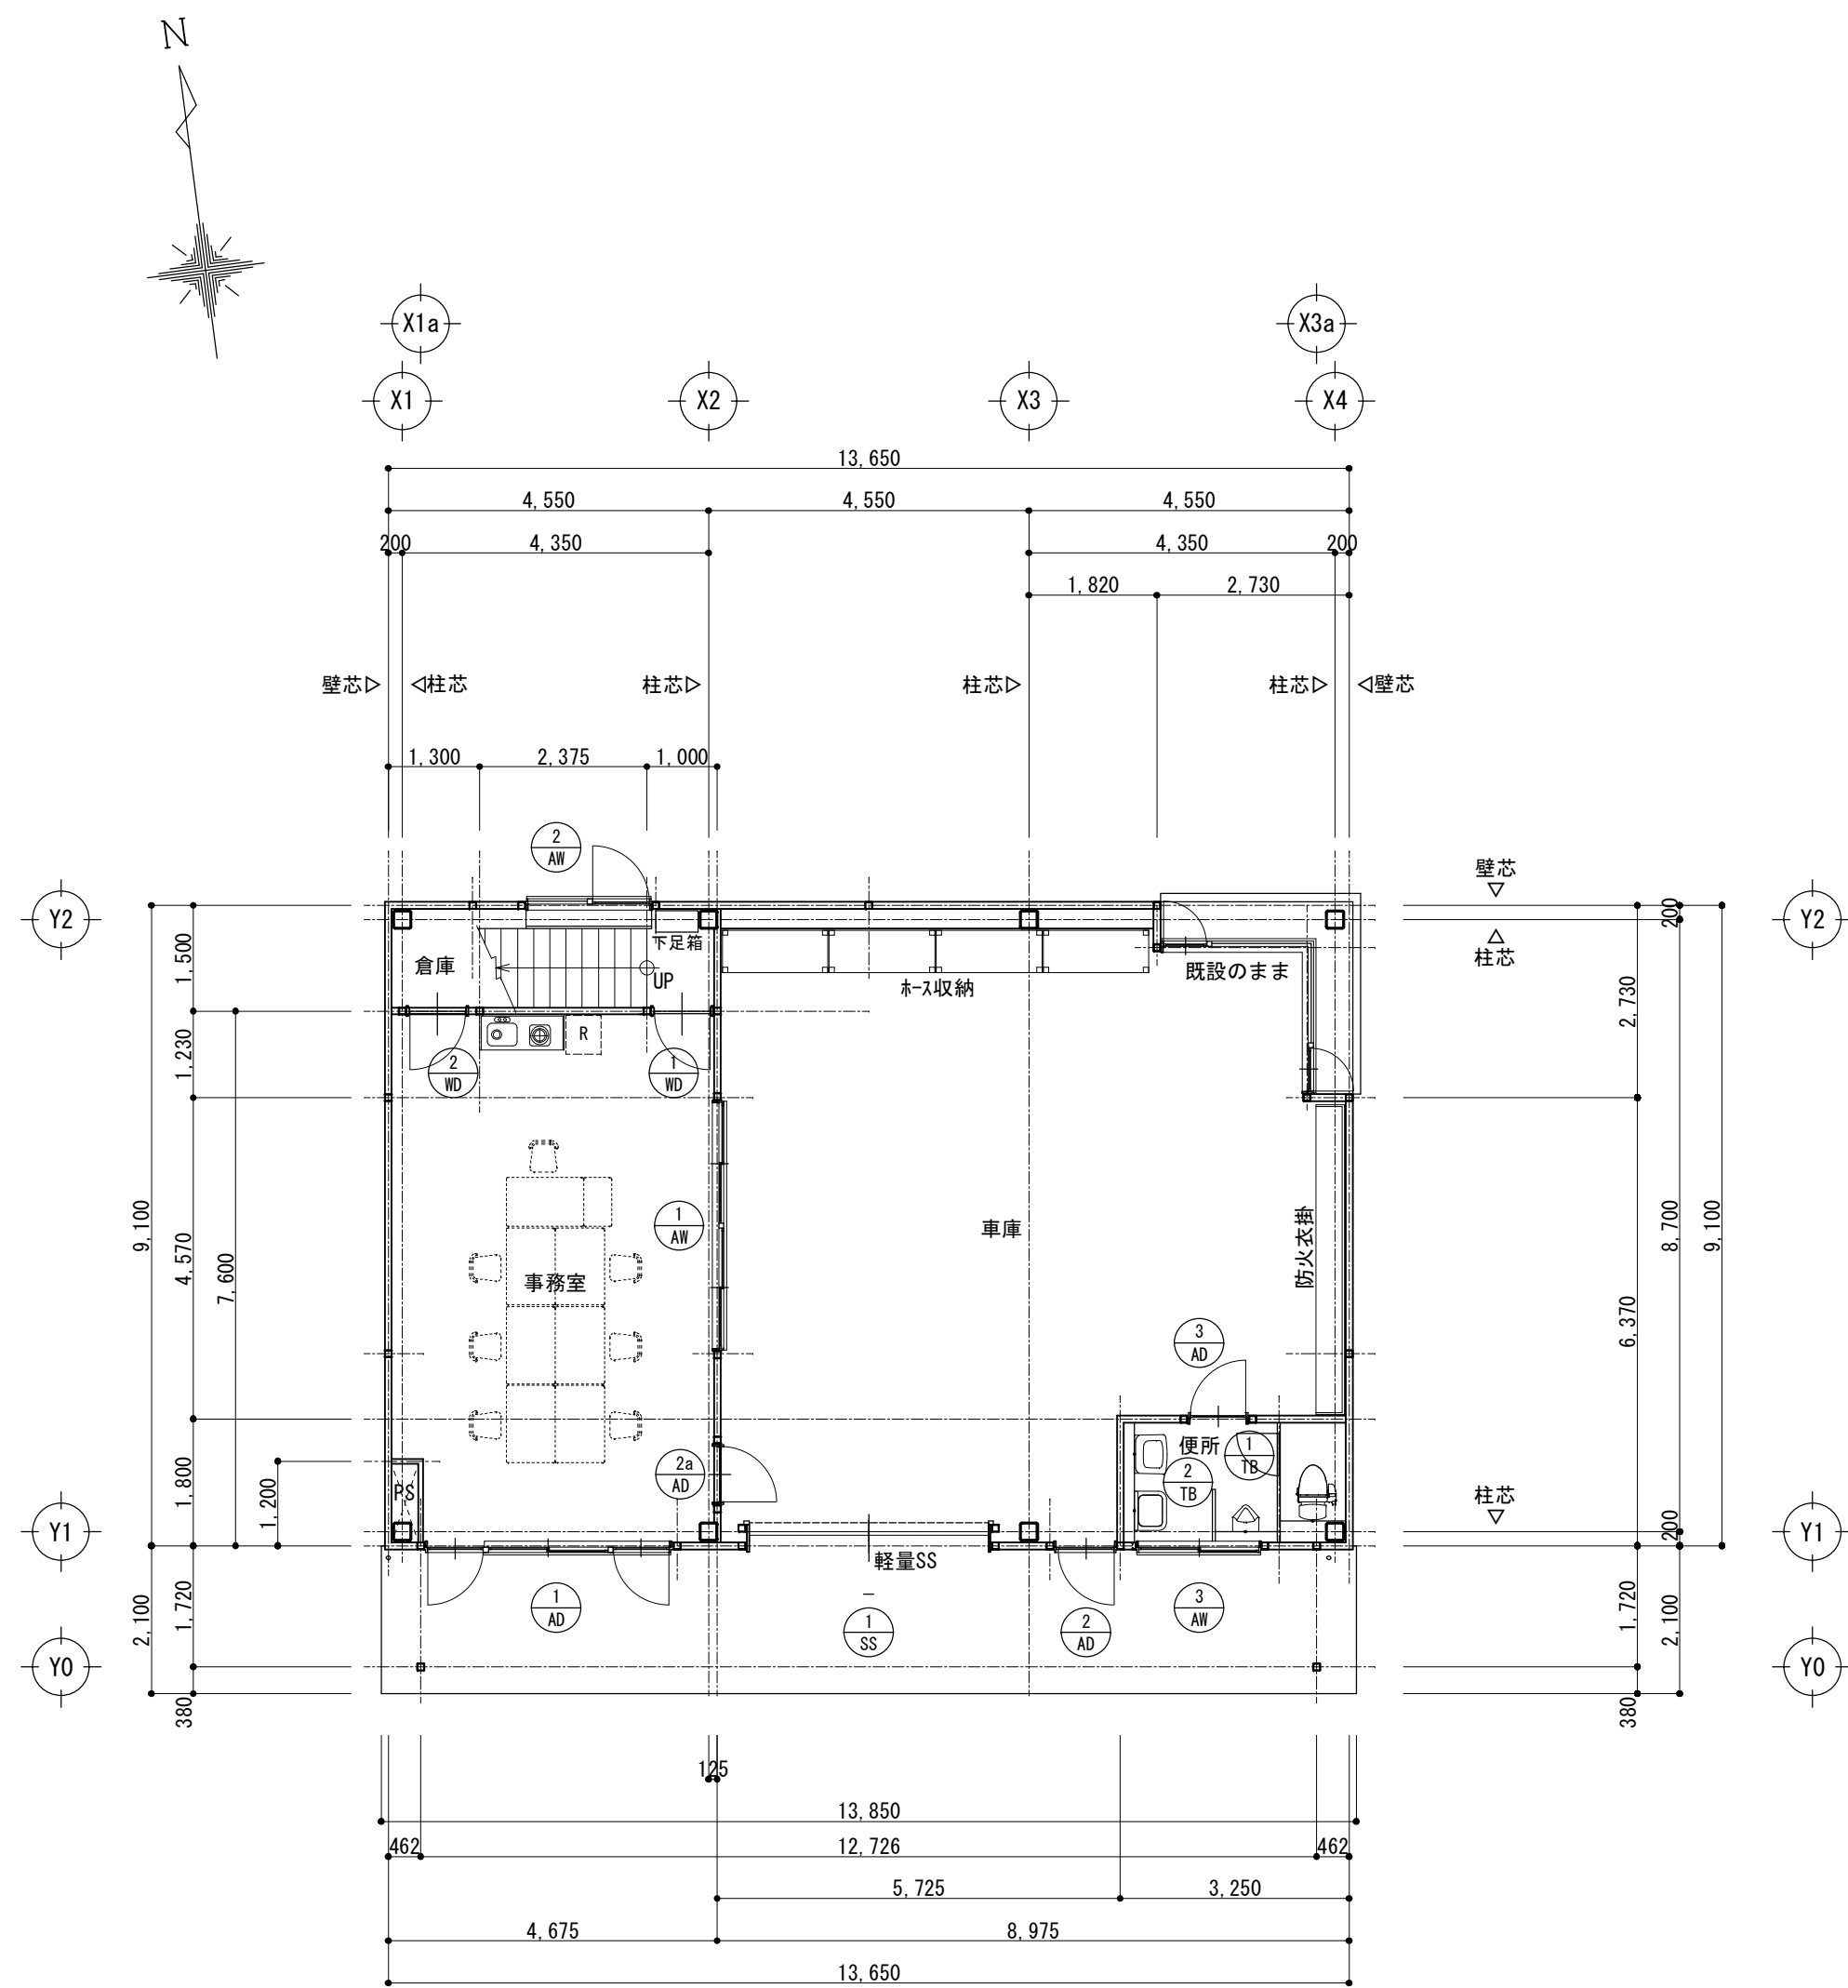 N
X1a
X3a
X1
X2
X3
X4
13,650
4,550
4,550
4,550
200
4,350
4,350
200
1,820
2,730
壁芯▷
◁柱芯
柱芯▷
柱芯▷
柱芯▷
◁壁芯
1,300
2,375
1,000
2
AW
壁芯
▽
Y2
Y2
200
△
柱芯
1,500
下足箱
倉庫
UP
既設のまま
ホース収納
2,730
1,230
R
2
WD
1
WD
9,100
4,570
7,600
1
AW
車庫
防火衣掛
8,700
9,100
事務室
6,370
3
AD
便所
1
TB
2
TB
2a
AD
1,800
1,200
PS
柱芯
▽
Y1
Y1
200
軽量SS
1
AD
1
SS
2
AD
3
AW
2,100
1,720
1,720
2,100
Y0
Y0
380
380
125
13,850
462
12,726
462
5,725
3,250
4,675
8,975
13,650